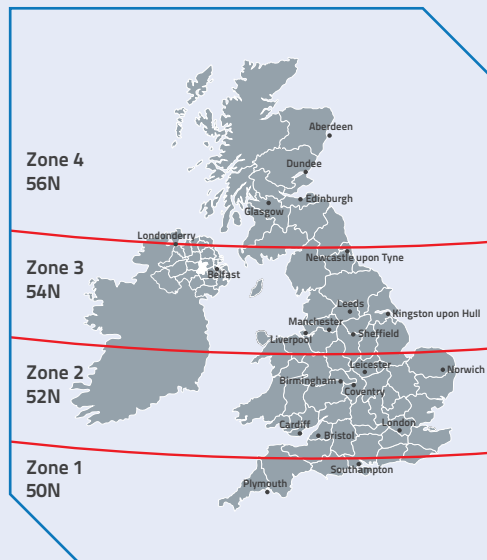 Aberdeen
Zone 4
56N
Dundee
Edinburgh
Glasgow
Londonderry
Newcastle upon Tyne
Zone 3
54N
Belfast
Leeds
Kingston upon Hull
Manchester
Sheffield
Liverpool
Zone 2
52N
Leicester
Norwich
Birmingham
Coventry
Cardiff
London
Bristol
Zone 1
50N
Southampton
Plymouth